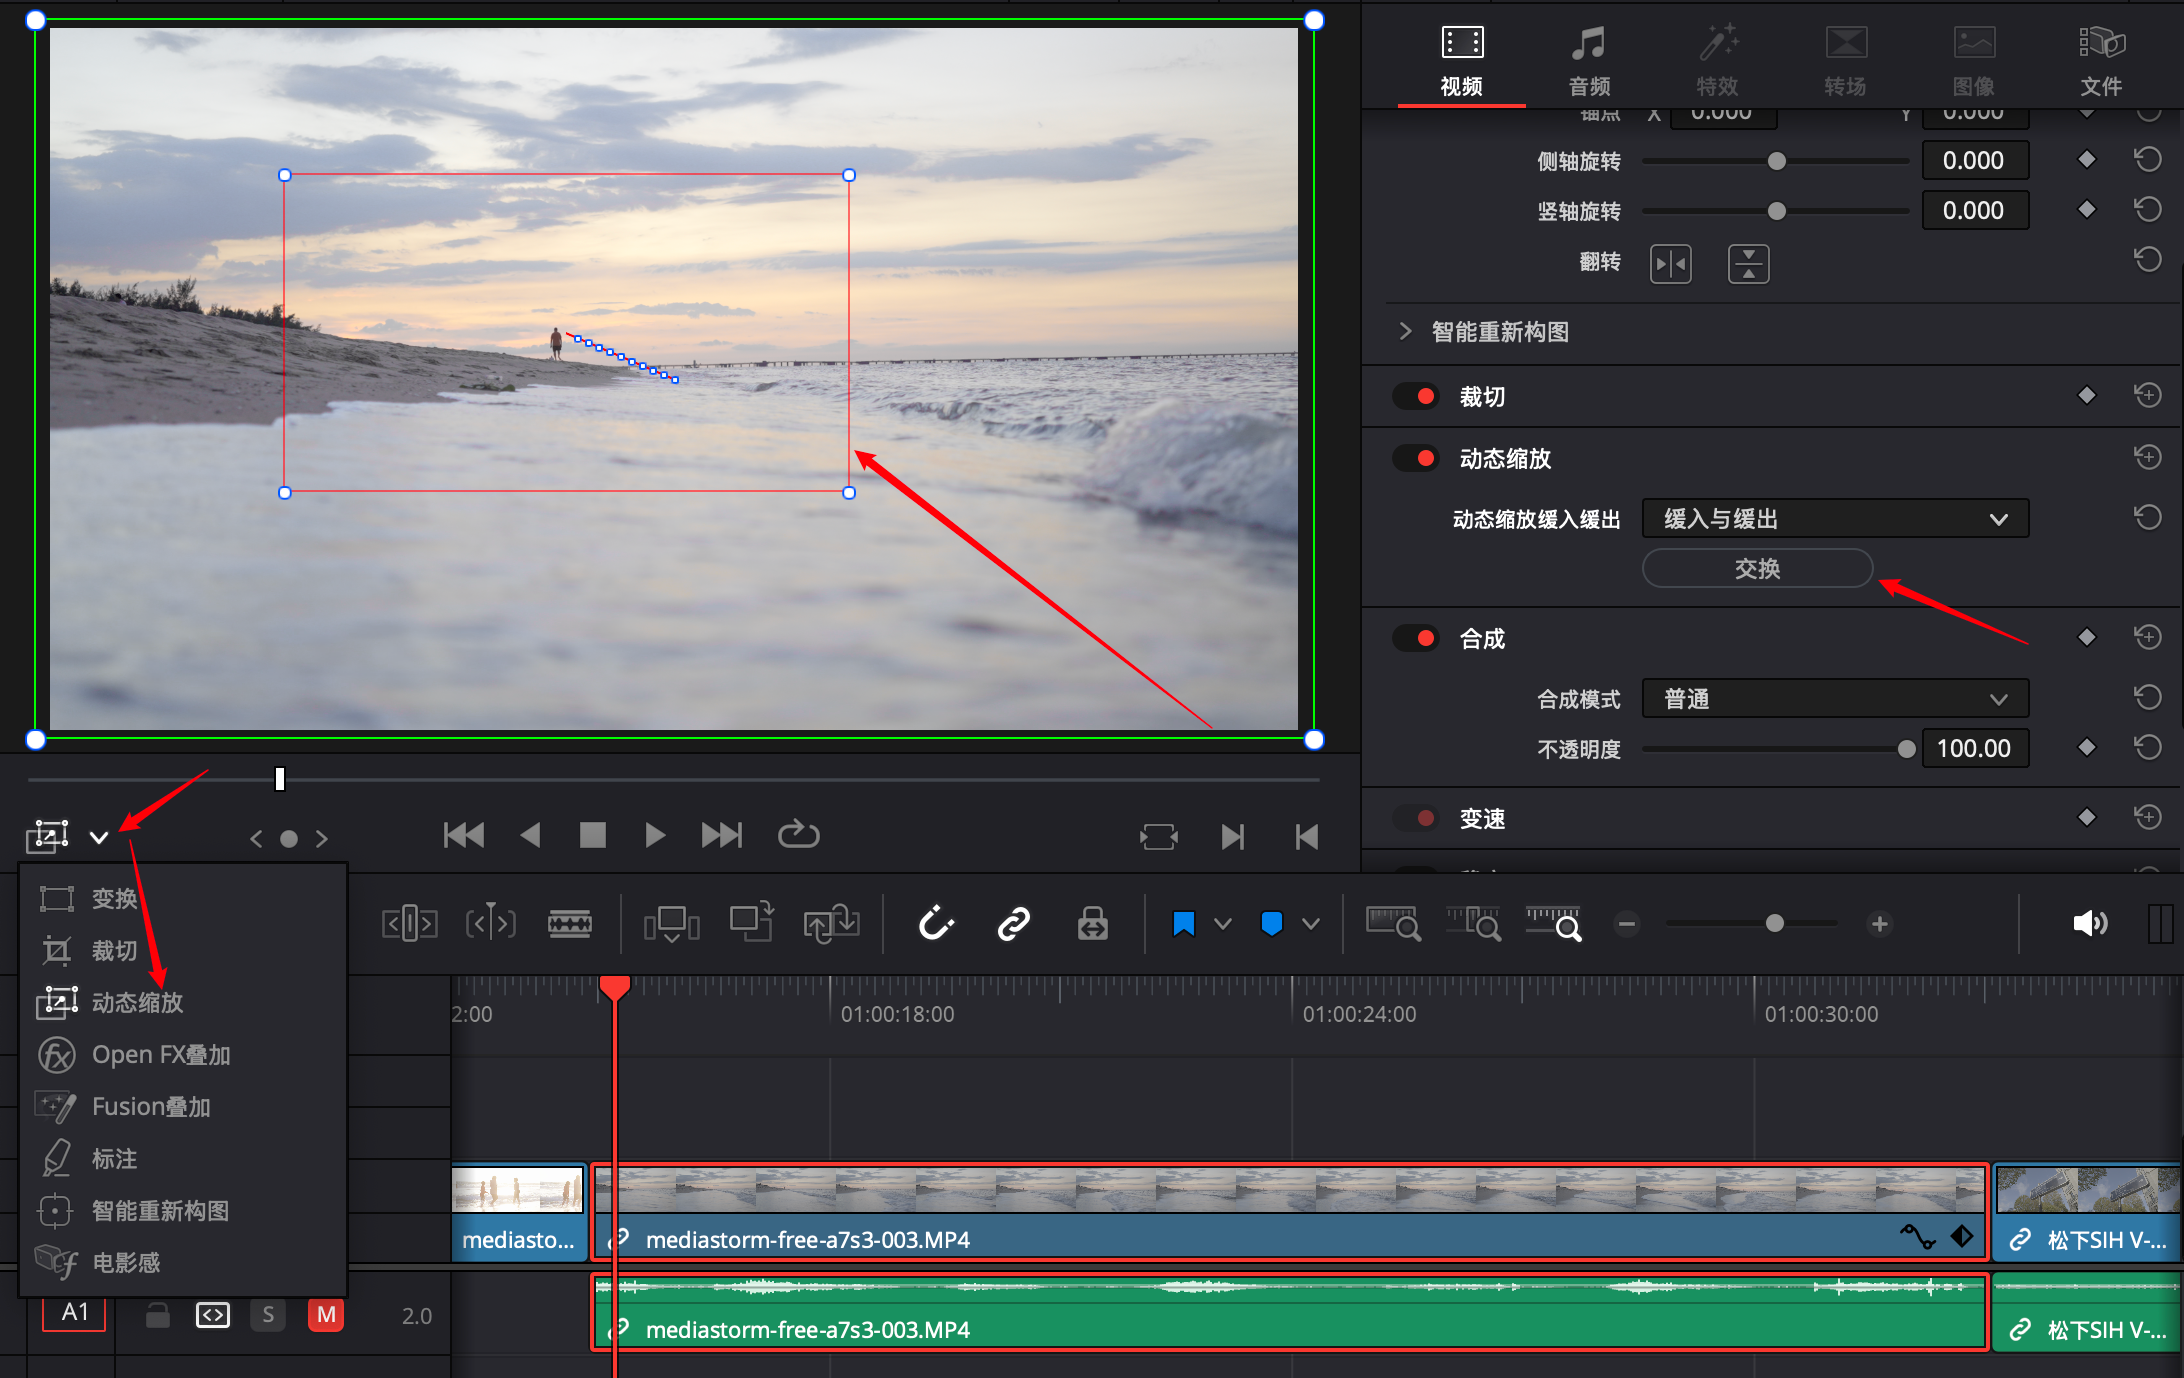 视频 音频 特效 转场 图像 文件
锚点 X 0.000 Y 0.000
侧轴旋转 0.000
竖轴旋转 0.000
翻转
智能重新构图
裁切
动态缩放
动态缩放缓入缓出 缓入与缓出
交换
合成
合成模式 普通
不透明度 100.00
变速
变换
裁切
动态缩放
Open FX叠加
Fusion叠加
标注
智能重新构图
电影感
2:00 01:00:18:00 01:00:24:00 01:00:30:00
mediasto... mediastorm-free-a7s3-003.MP4 松下SIH V-...
A1 S M 2.0
mediastorm-free-a7s3-003.MP4 松下SIH V-...